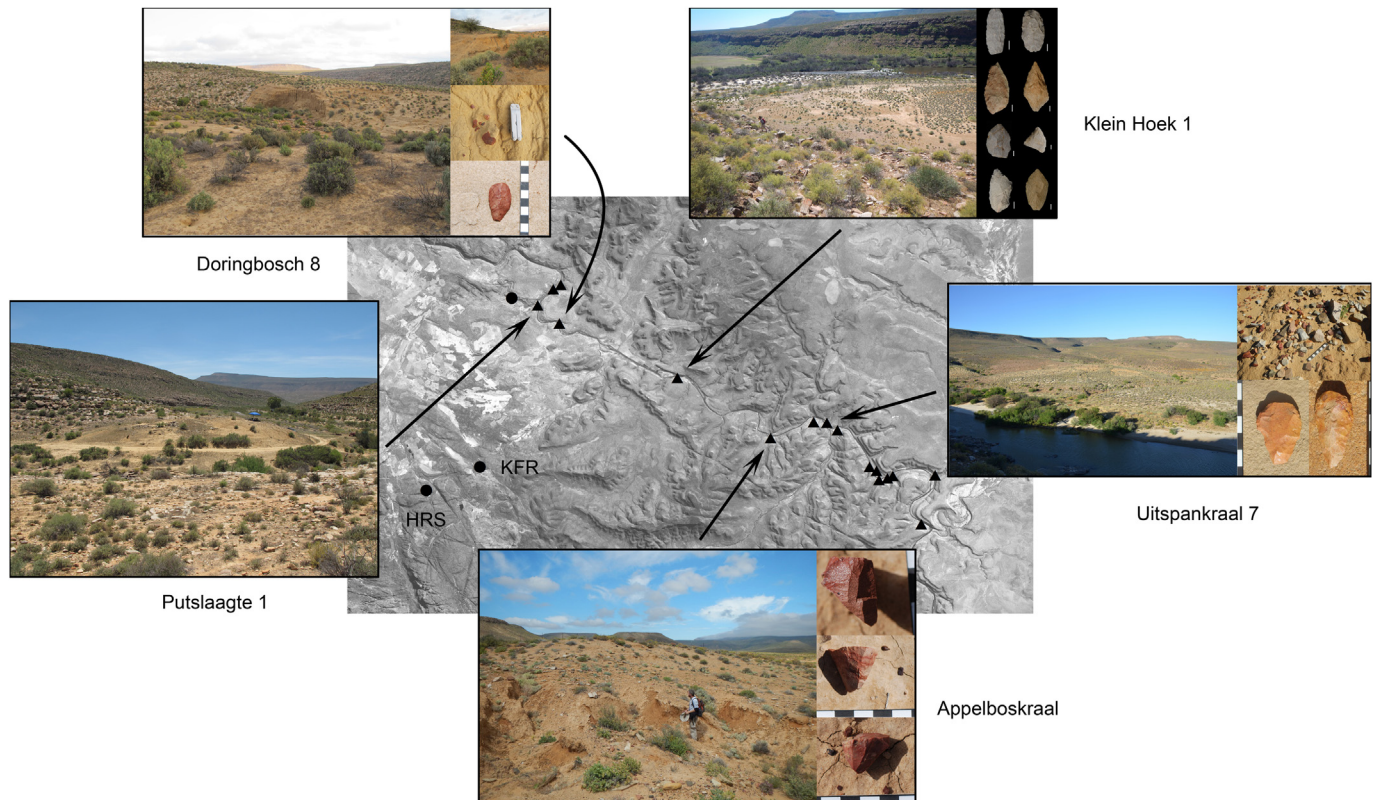 Klein Hoek 1
Doringbosch 8
KFR
HRS
Uitspankraal 7
Putslaagte 1
Appelboskraal